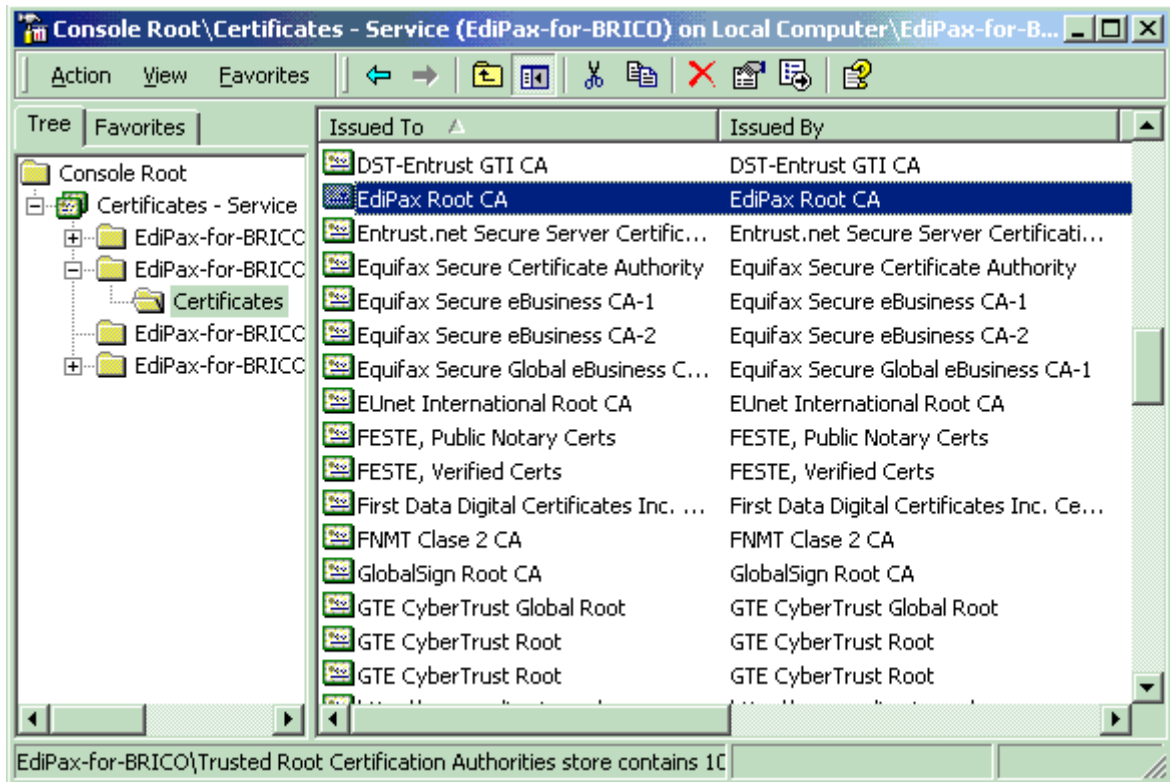 Console Root\Certificates - Service (EdiPax-for-BRICO) on Local Computer\EdiPax-for-B...
Action View Favorites
Tree Favorites
Console Root
Certificates - Service
EdiPax-for-BRICO
EdiPax-for-BRICO
Certificates
EdiPax-for-BRICO
EdiPax-for-BRICO
Issued To Issued By
DST-Entrust GTI CA DST-Entrust GTI CA
EdiPax Root CA EdiPax Root CA
Entrust.net Secure Server Certific... Entrust.net Secure Server Certificati...
Equifax Secure Certificate Authority Equifax Secure Certificate Authority
Equifax Secure eBusiness CA-1 Equifax Secure eBusiness CA-1
Equifax Secure eBusiness CA-2 Equifax Secure eBusiness CA-2
Equifax Secure Global eBusiness C... Equifax Secure Global eBusiness CA-1
EUnet International Root CA EUnet International Root CA
FESTE, Public Notary Certs FESTE, Public Notary Certs
FESTE, Verified Certs FESTE, Verified Certs
First Data Digital Certificates Inc. ... First Data Digital Certificates Inc. Ce...
FNMT Clase 2 CA FNMT Clase 2 CA
GlobalSign Root CA GlobalSign Root CA
GTE CyberTrust Global Root GTE CyberTrust Global Root
GTE CyberTrust Root GTE CyberTrust Root
GTE CyberTrust Root GTE CyberTrust Root
EdiPax-for-BRICO\Trusted Root Certification Authorities store contains